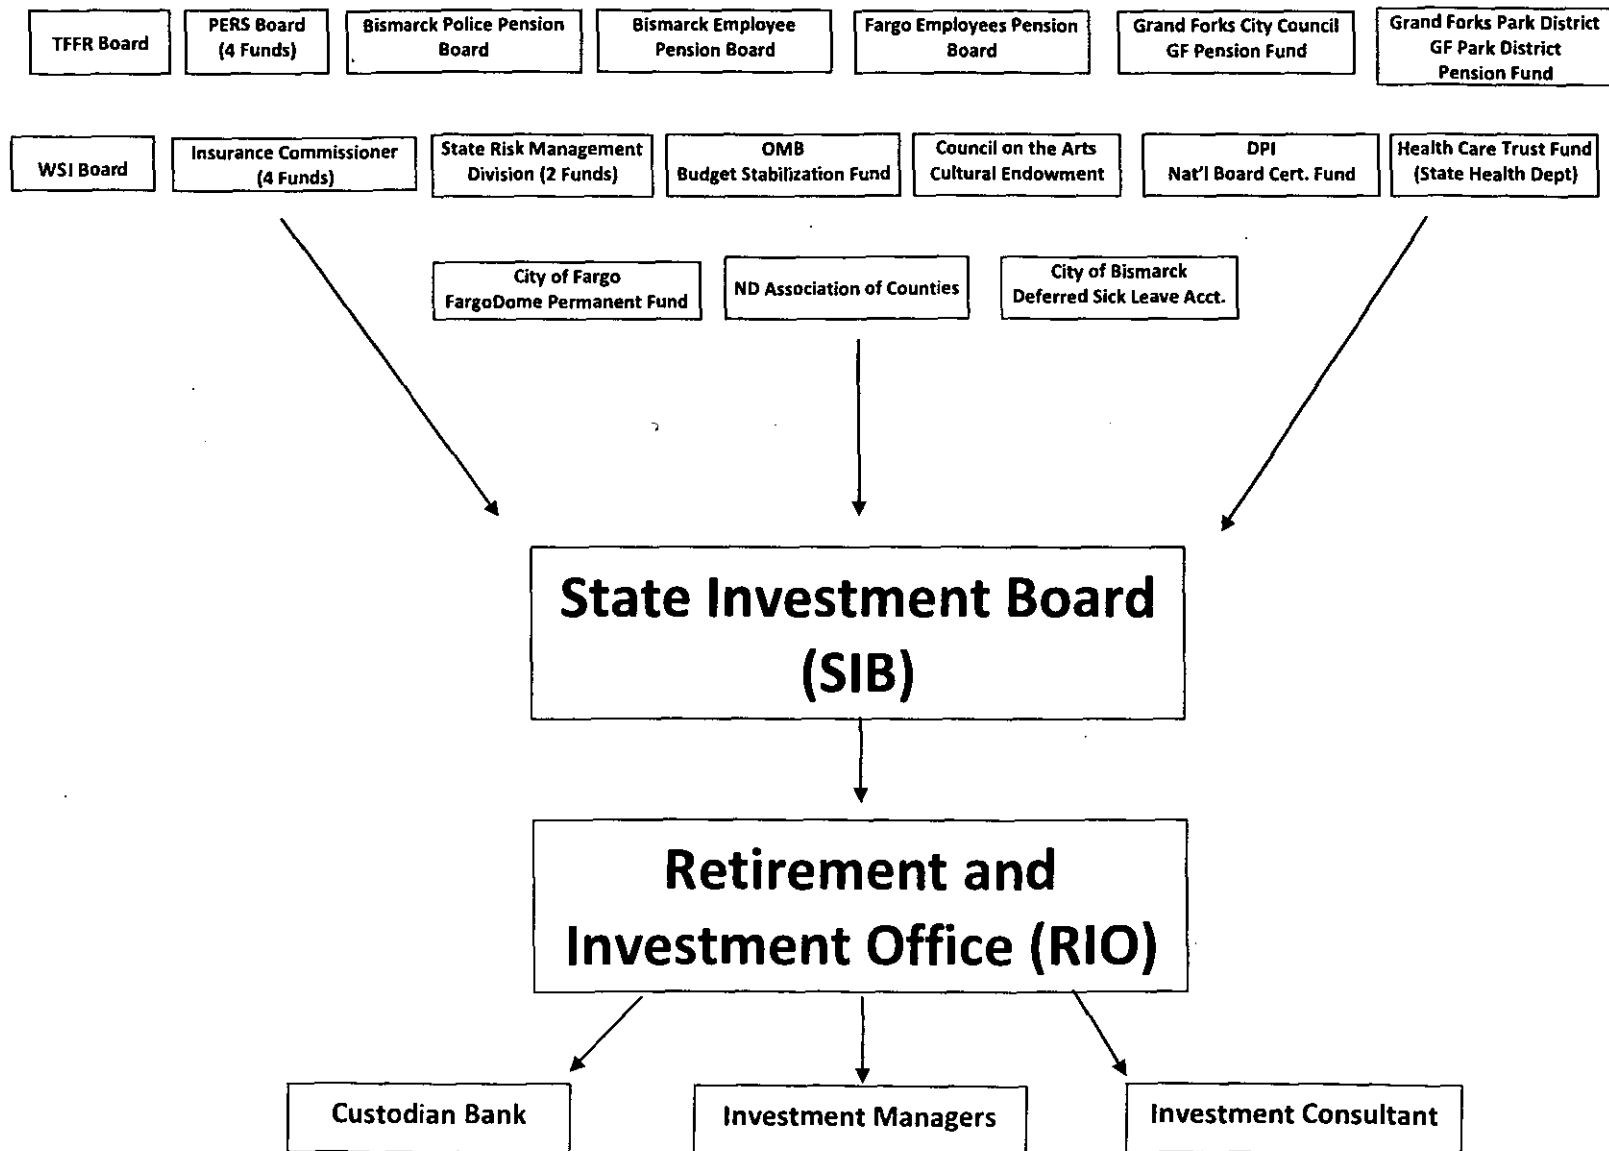 TFFR Board
PERS Board
(4 Funds)
Bismarck Police Pension
Board
Bismarck Employee
Pension Board
Fargo Employees Pension
Board
Grand Forks City Council
GF Pension Fund
Grand Forks Park District
GF Park District
Pension Fund
WSI Board
Insurance Commissioner
(4 Funds)
State Risk Management
Division (2 Funds)
OMB
Budget Stabilization Fund
Council on the Arts
Cultural Endowment
DPI
Nat'l Board Cert. Fund
Health Care Trust Fund
(State Health Dept)
City of Fargo
FargoDome Permanent Fund
ND Association of Counties
City of Bismarck
Deferred Sick Leave Acct.
State Investment Board
(SIB)
Retirement and
Investment Office (RIO)
Custodian Bank
Investment Managers
Investment Consultant